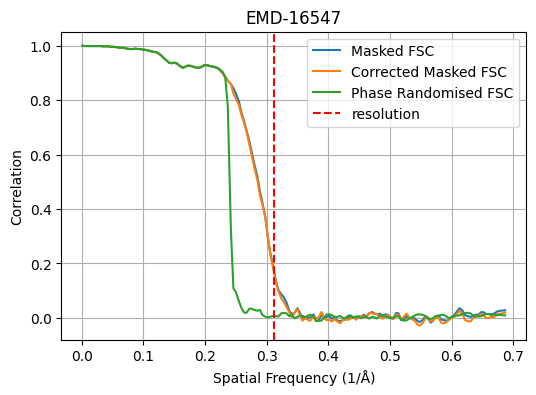 EMD-16547
Masked FSC
Corrected Masked FSC
Phase Randomised FSC
resolution
Correlation
1.0
0.8
0.6
0.4
0.2
0.0
0.0 0.1 0.2 0.3 0.4 0.5 0.6 0.7
Spatial Frequency (1/Å)